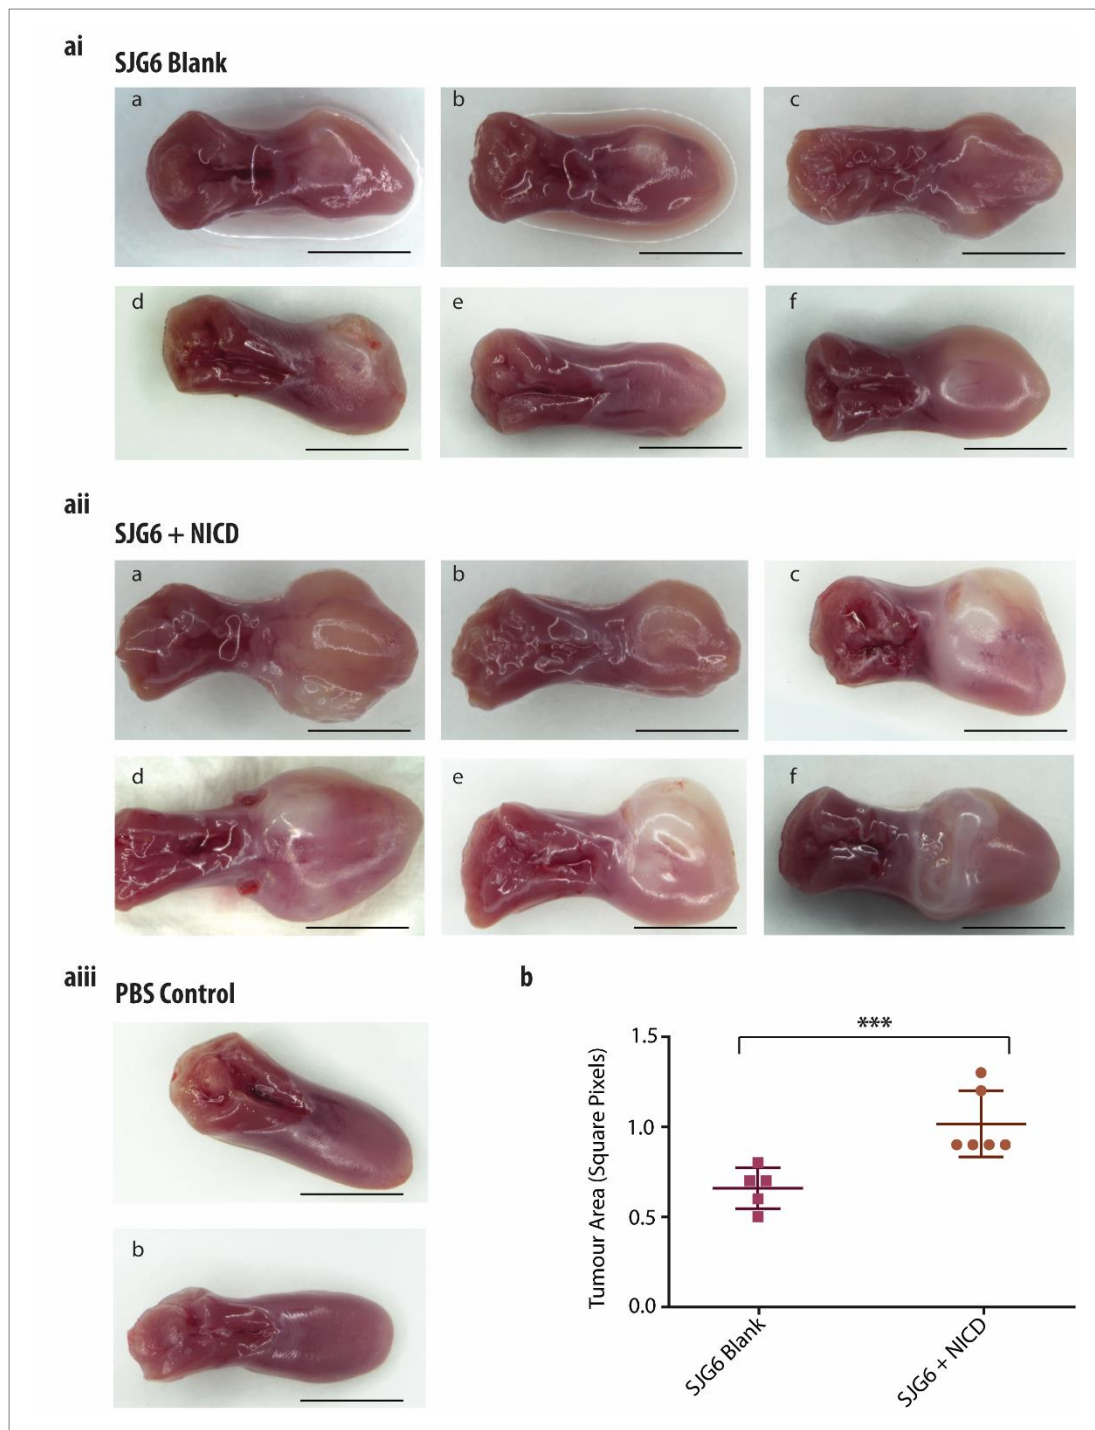 ai
SJG6 Blank
a
b
c
d
e
f
aii
SJG6 + NICD
a
b
c
d
e
f
aiii
PBS Control
a
b
b
***
Tumour Area (Square Pixels)
1.5
1.0
0.5
0.0
SJG6 Blank
SJG6 + NICD